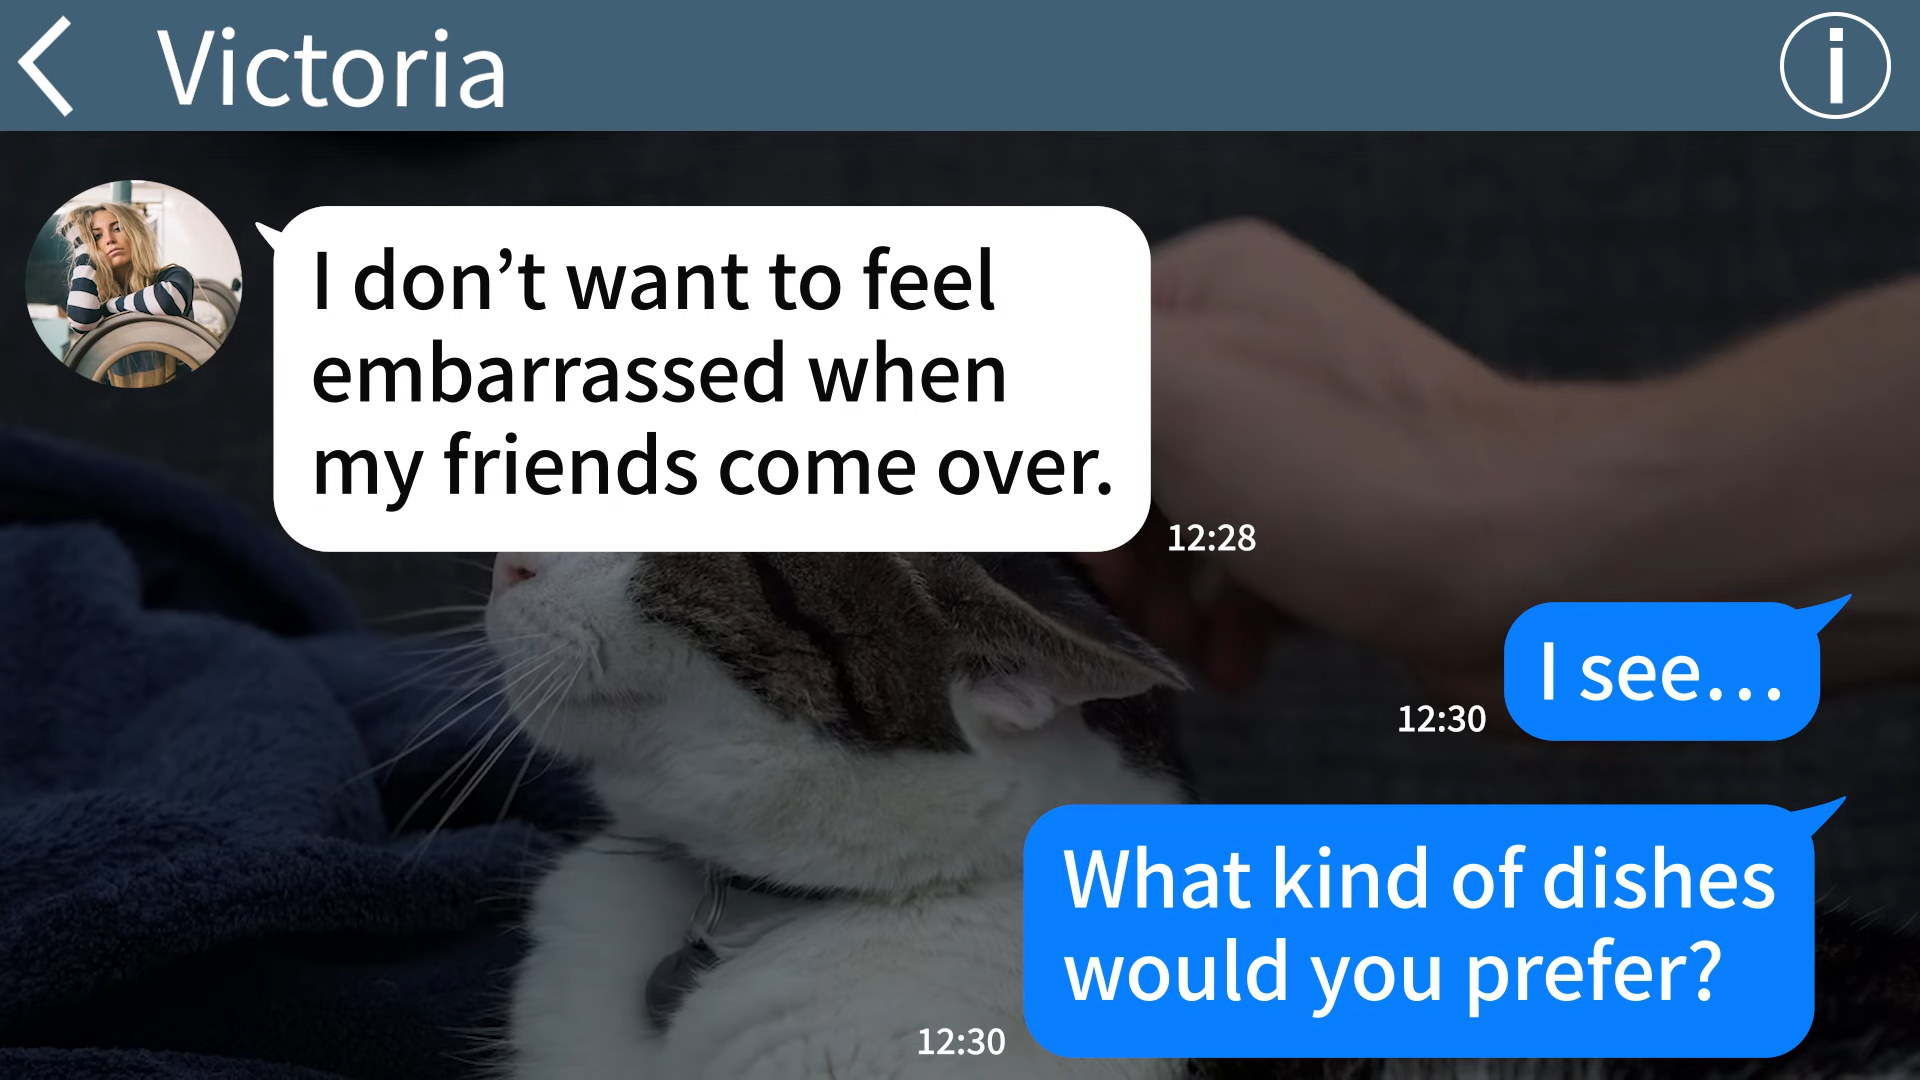 Victoria
I don’t want to feel
embarrassed when
my friends come over.
12:28
I see…
12:30
What kind of dishes
would you prefer?
12:30